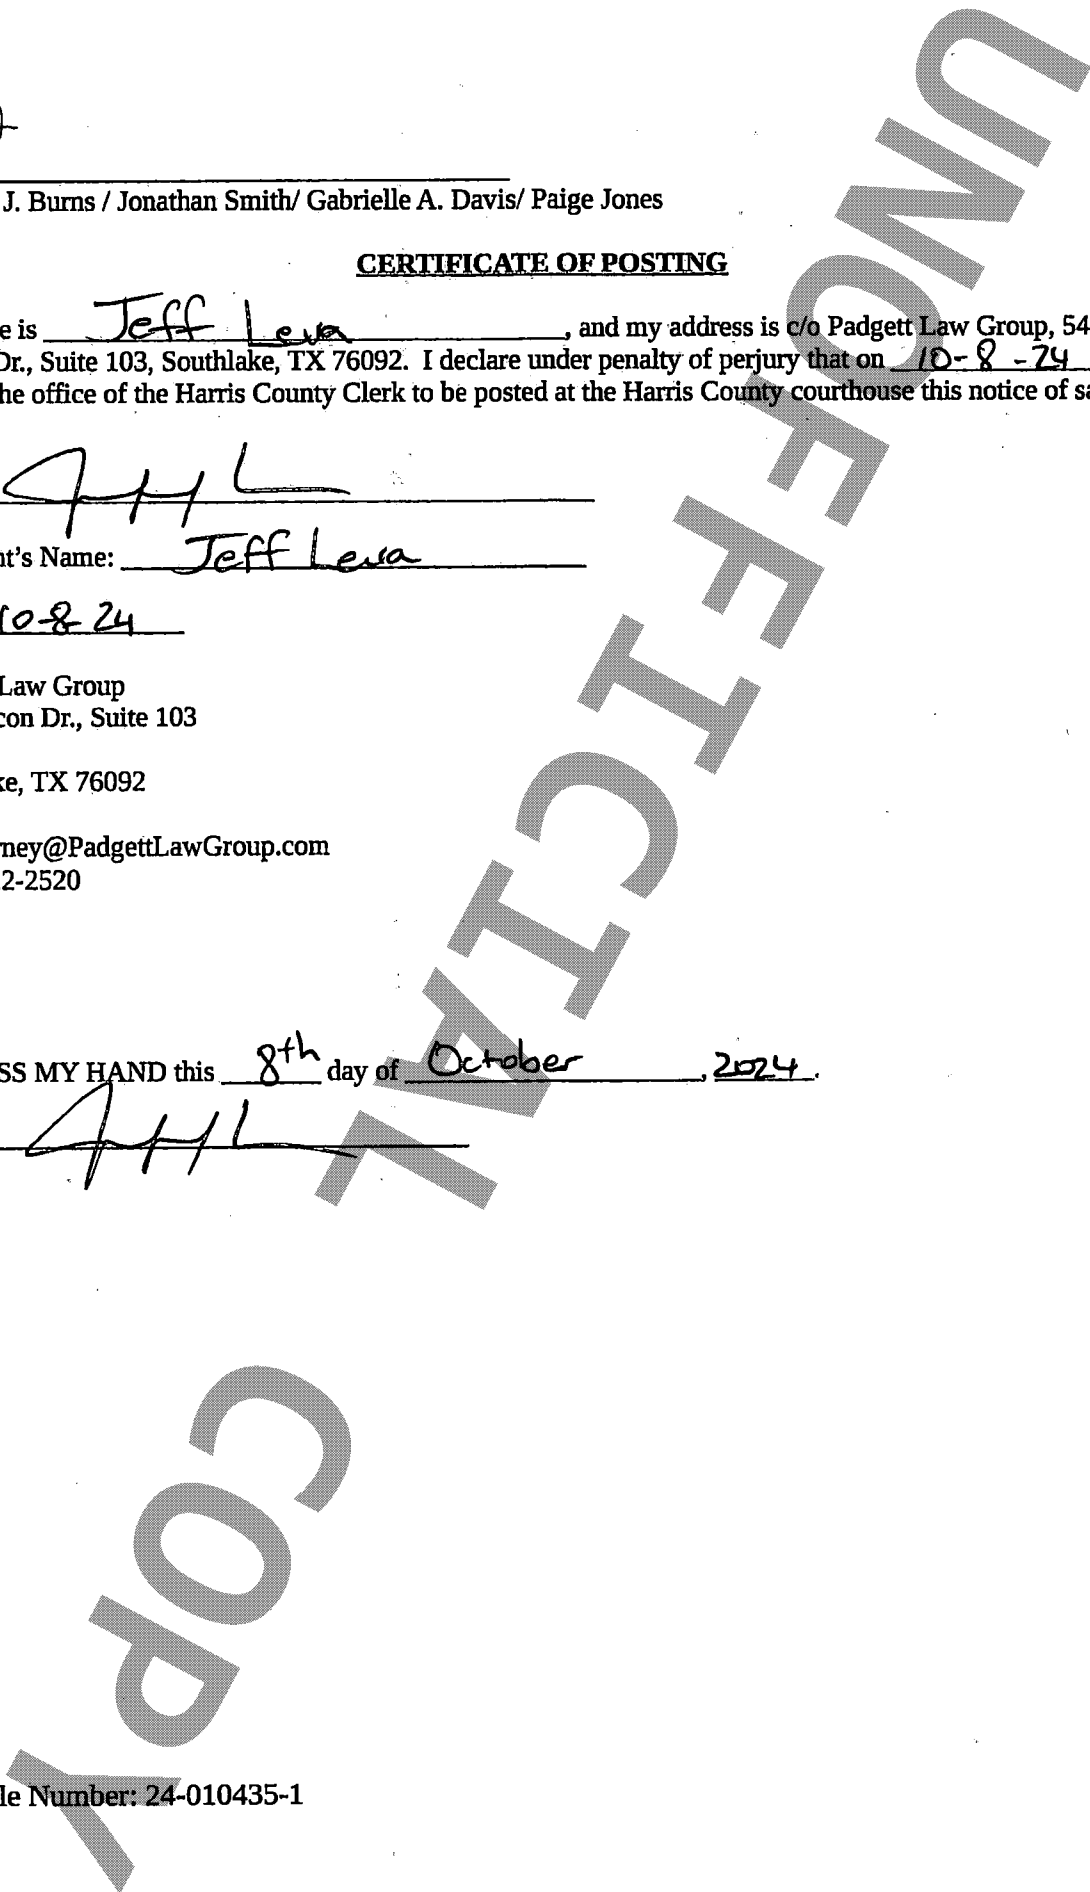 J. Burns / Jonathan Smith/ Gabrielle A. Davis/ Paige Jones
CERTIFICATE OF POSTING
e is Jeff Leva, and my address is c/o Padgett Law Group, 54
Dr., Suite 103, Southlake, TX 76092. I declare under penalty of perjury that on 10-8-24
he office of the Harris County Clerk to be posted at the Harris County courthouse this notice of sa
nt's Name: Jeff Leva
10-8-24
Law Group
con Dr., Suite 103
ke, TX 76092
rney@PadgettLawGroup.com
2-2520
SS MY HAND this 8th day of October, 2024.
le Number: 24-010435-1
UNOFFICIAL COPY